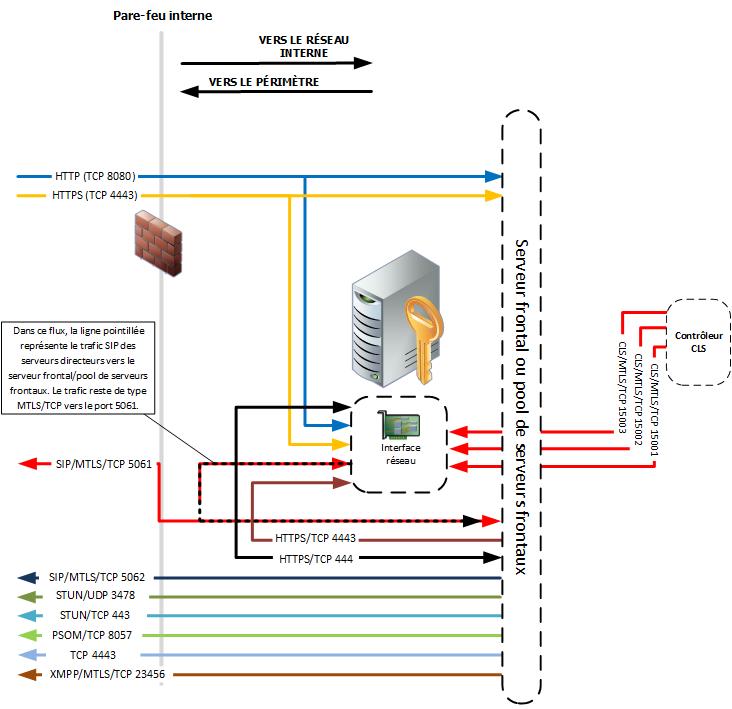 Pare-feu interne
VERS LE RÉSEAU
INTERNE
VERS LE PÉRIMÈTRE
HTTP (TCP 8080)
HTTPS (TCP 4443)
Serveur frontal ou pool de serveurs frontaux
Contrôleur
CLS
CLS/MTLS/TCP 15003
CLS/MTLS/TCP 15002
CLS/MTLS/TCP 15001
Dans ce flux, la ligne pointillée
représente le trafic SIP des
serveurs directeurs vers le
serveur frontal/pool de serveurs
frontaux. Le trafic reste de type
MTLS/TCP vers le port 5061.
Interface
réseau
SIP/MTLS/TCP 5061
HTTPS/TCP 4443
HTTPS/TCP 444
SIP/MTLS/TCP 5062
STUN/UDP 3478
STUN/TCP 443
PSOM/TCP 8057
TCP 4443
XMPP/MTLS/TCP 23456